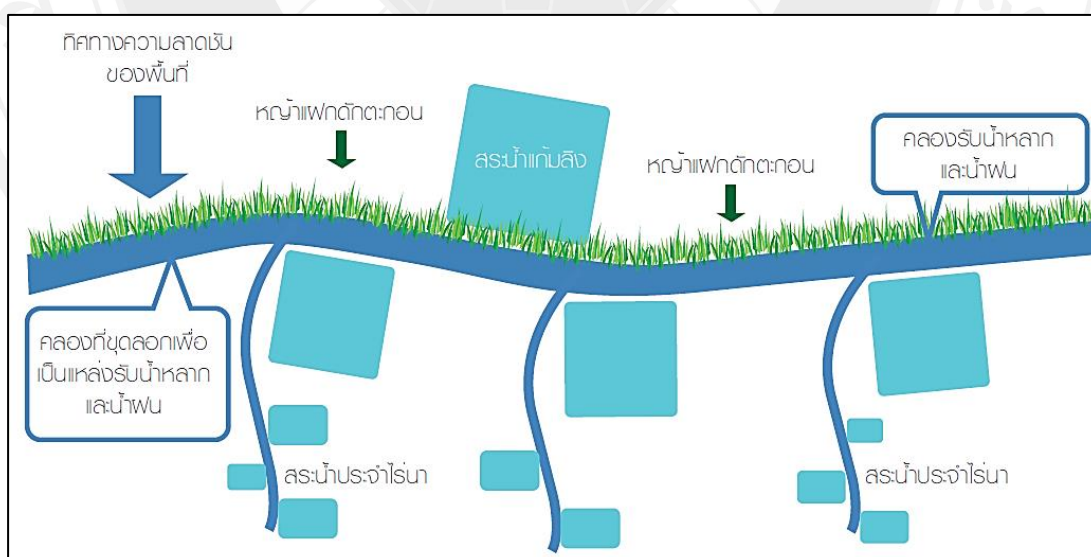 ทิศทางความลาดชัน
ของพื้นที่
หญ้าแฝกดักตะกอน
สระน้ำแก้มลิง
หญ้าแฝกดักตะกอน
คลองรับน้ำหลาก
และน้ำฝน
คลองที่ขุดลอกเพื่อ
เป็นแหล่งรับน้ำหลาก
และน้ำฝน
สระน้ำประจำไร่นา
สระน้ำประจำไร่นา